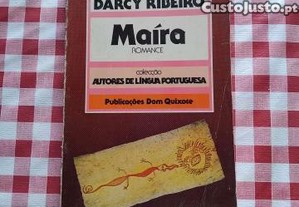 DARCY RIBEIRO
CustoJusto.pt
Maíra
ROMANCE
colecção
AUTORES DE LÍNGUA PORTUGUESA
Publicações Dom Quixote